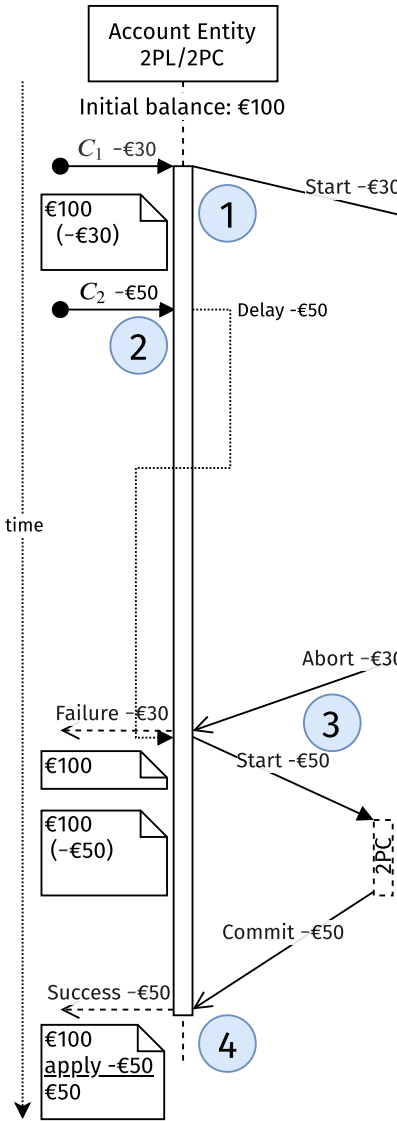 Account Entity
2PL/2PC
Initial balance: €100
C1 -€30
Start -€30
1
€100
(-€30)
C2 -€50
Delay -€50
2
time
Abort -€30
Failure -€30
3
Start -€50
€100
€100
(-€50)
2PC
Commit -€50
Success -€50
4
€100
apply -€50
€50